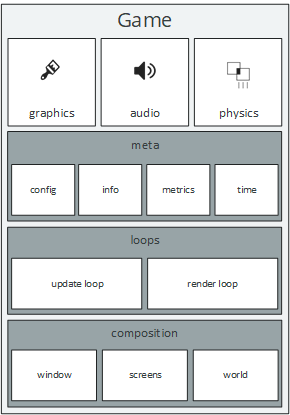 Game
graphics audio physics
meta
config info metrics time
loops
update loop render loop
composition
window screens world